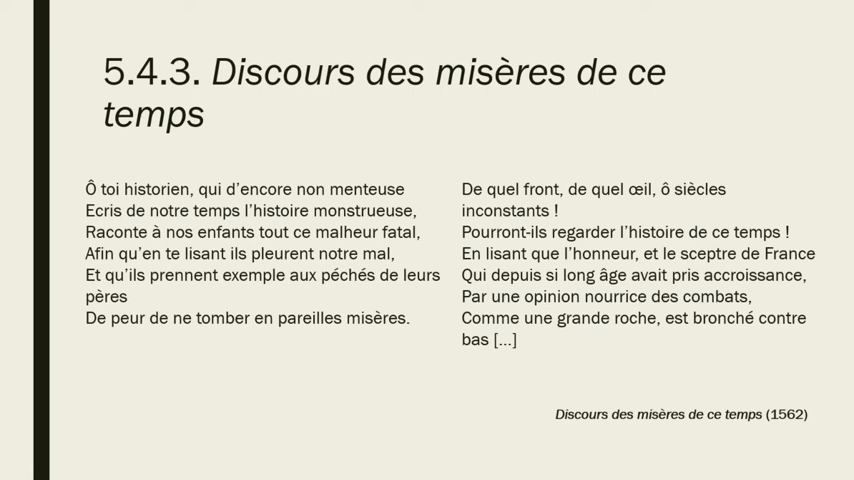 5.4.3. Discours des misères de ce
temps
Ô toi historien, qui d’encore non menteuse
Ecris de notre temps l’histoire monstrueuse,
Raconte à nos enfants tout ce malheur fatal,
Afin qu’en te lisant ils pleurent notre mal,
Et qu’ils prennent exemple aux péchés de leurs
pères
De peur de ne tomber en pareilles misères.
De quel front, de quel œil, ô siècles
inconstants !
Pourront-ils regarder l’histoire de ce temps !
En lisant que l’honneur, et le sceptre de France
Qui depuis si long âge avait pris accroissance,
Par une opinion nourrice des combats,
Comme une grande roche, est bronché contre
bas [...]
Discours des misères de ce temps (1562)